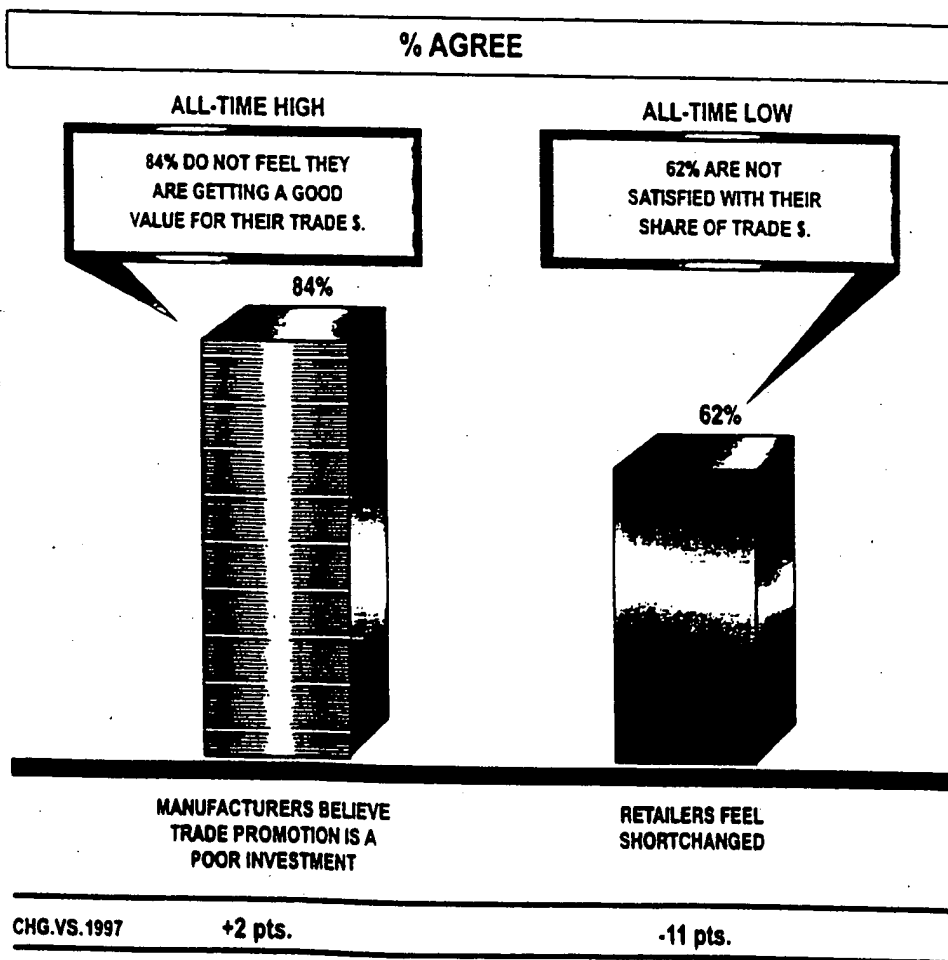 % AGREE
ALL-TIME HIGH
84% DO NOT FEEL THEY
ARE GETTING A GOOD
VALUE FOR THEIR TRADE $.
84%
ALL-TIME LOW
62% ARE NOT
SATISFIED WITH THEIR
SHARE OF TRADE $.
62%
MANUFACTURERS BELIEVE
TRADE PROMOTION IS A
POOR INVESTMENT
RETAILERS FEEL
SHORTCHANGED
CHG.VS.1997 +2 pts. -11 pts.